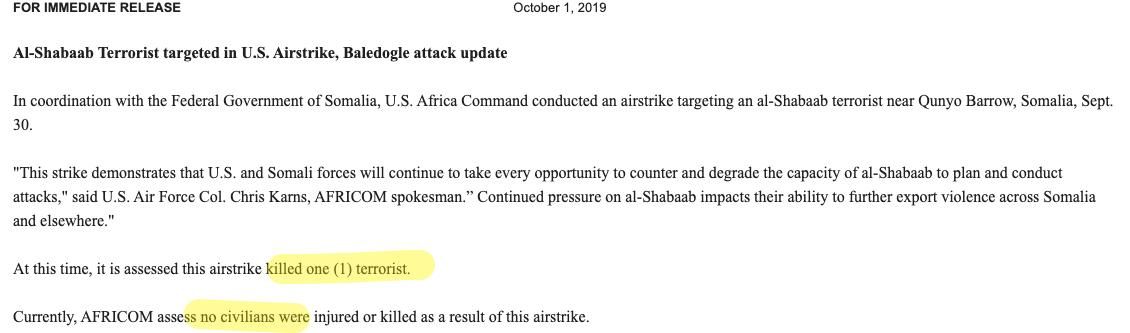 FOR IMMEDIATE RELEASE October 1, 2019
Al-Shabaab Terrorist targeted in U.S. Airstrike, Baledogle attack update
In coordination with the Federal Government of Somalia, U.S. Africa Command conducted an airstrike targeting an al-Shabaab terrorist near Qunyo Barrow, Somalia, Sept.
30.
"This strike demonstrates that U.S. and Somali forces will continue to take every opportunity to counter and degrade the capacity of al-Shabaab to plan and conduct
attacks," said U.S. Air Force Col. Chris Karns, AFRICOM spokesman.” Continued pressure on al-Shabaab impacts their ability to further export violence across Somalia
and elsewhere."
At this time, it is assessed this airstrike killed one (1) terrorist.
Currently, AFRICOM assess no civilians were injured or killed as a result of this airstrike.